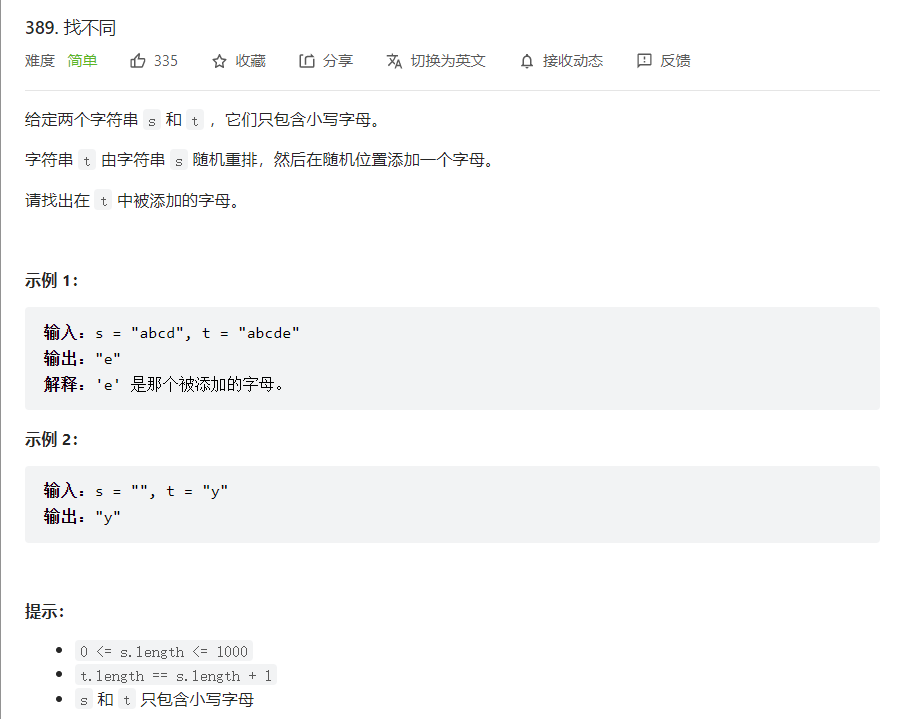 389. 找不同
难度 简单 335 收藏 分享 切换为英文 接收动态 反馈
给定两个字符串 s 和 t ，它们只包含小写字母。
字符串 t 由字符串 s 随机重排，然后在随机位置添加一个字母。
请找出在 t 中被添加的字母。
示例 1：
输入：s = "abcd", t = "abcde"
输出："e"
解释：'e' 是那个被添加的字母。
示例 2：
输入：s = "", t = "y"
输出："y"
提示：
0 <= s.length <= 1000
t.length == s.length + 1
s 和 t 只包含小写字母